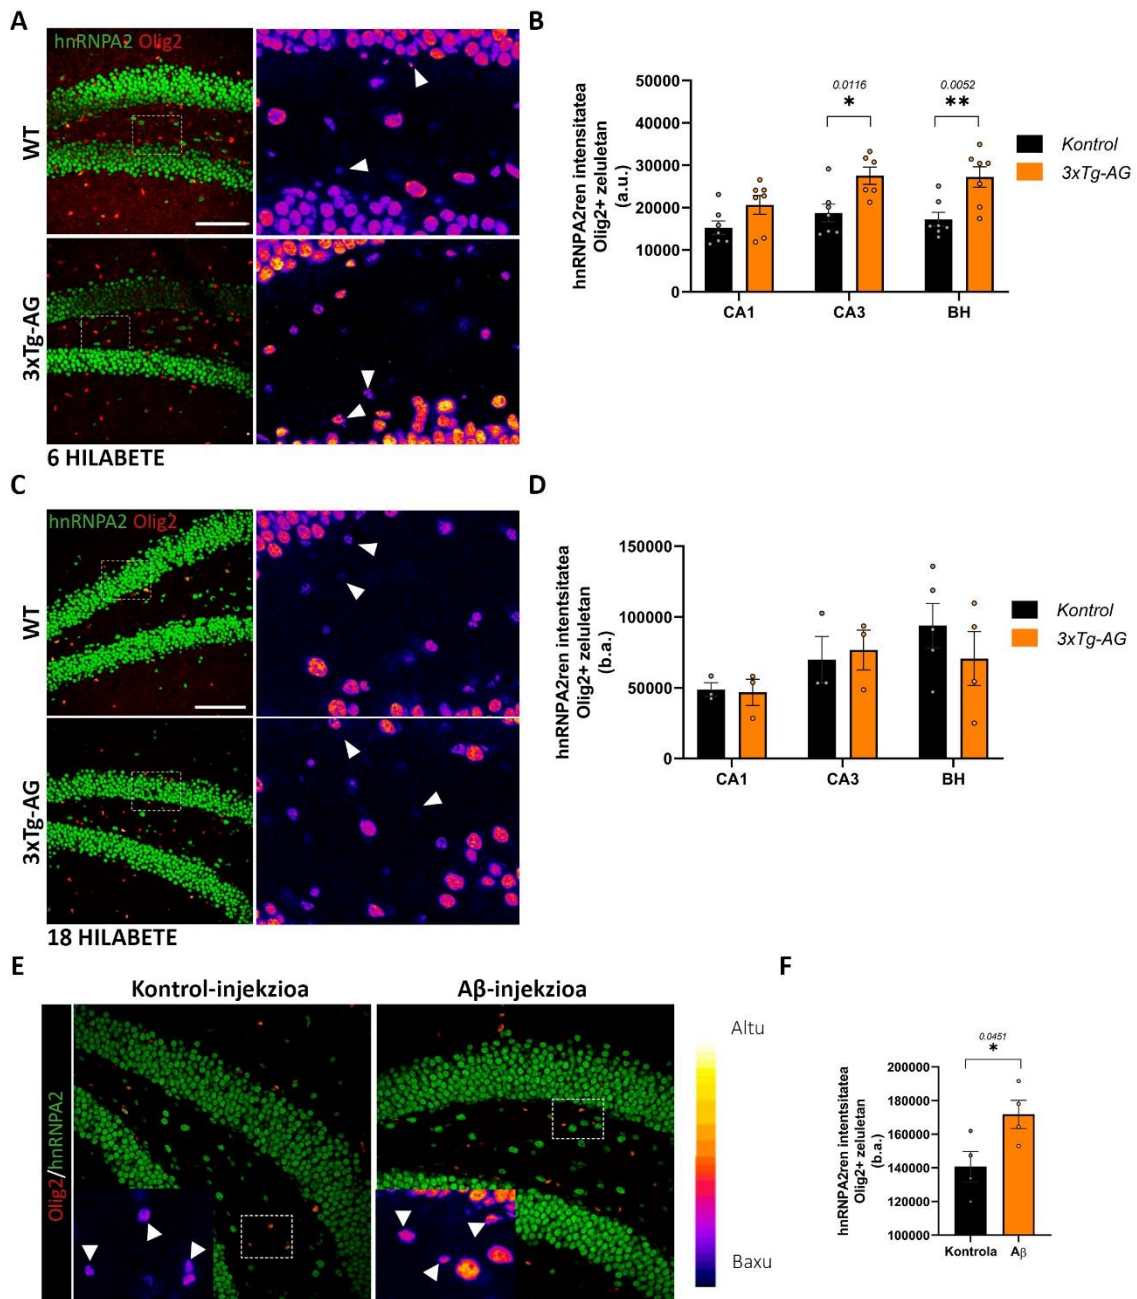 A
hnRNPA2 Olig2
WT
3xTg-AG
6 HILABETE
B
hnRNPA2ren intensitatea
Olig2+ zeluletan
(a.u.)
50000
40000
30000
20000
10000
0
0.0116
*
0.0052
**
CA1
CA3
BH
Kontrol
3xTg-AG
C
hnRNPA2 Olig2
WT
3xTg-AG
18 HILABETE
D
hnRNPA2ren intentsitatea
Olig2+ zeluletan
(b.a.)
150000
100000
50000
0
CA1
CA3
BH
Kontrol
3xTg-AG
E
Kontrol-injekzioa
Aβ-injekzioa
Olig2/hnRNPA2
Altu
Baxu
F
hnRNPA2ren intentsitatea
Olig2+ zeluletan
(b.a.)
200000
180000
160000
140000
120000
100000
0.0451
*
Kontrola
Aβ